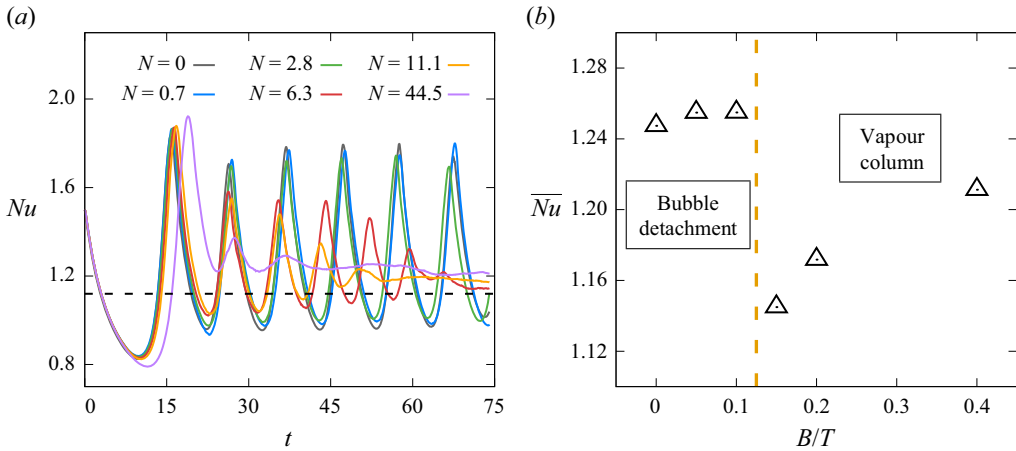 (a)
N = 0
N = 2.8
N = 11.1
N = 0.7
N = 6.3
N = 44.5
2.0
1.6
1.2
0.8
Nu
0
15
30
45
60
75
t
(b)
1.28
1.24
1.20
1.16
1.12
Nu
Bubble
detachment
Vapour
column
0
0.1
0.2
0.3
0.4
B/T